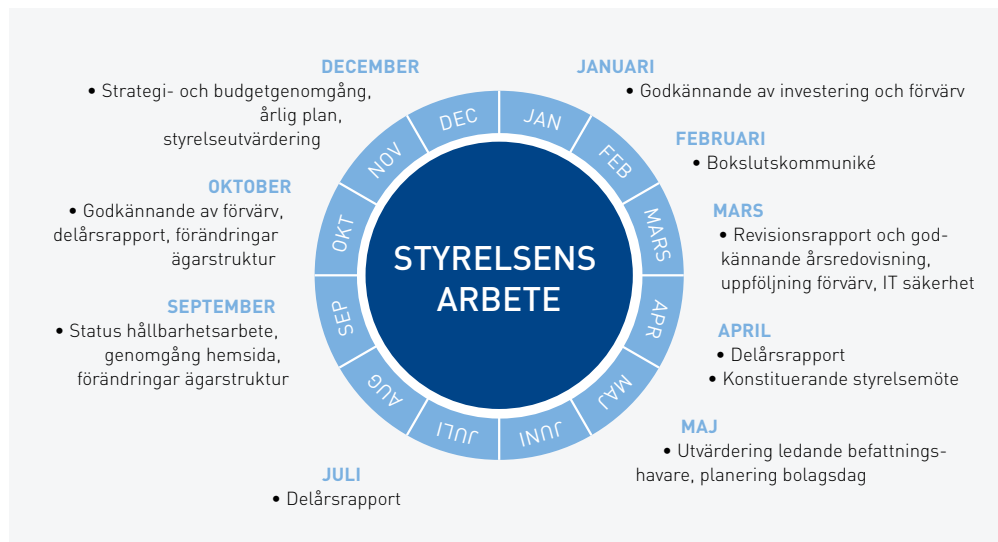 STYRELSENS
ARBETE
JAN
FEB
MARS
APR
MAJ
JUNI
JULI
AUG
SEP
OKT
NOV
DEC
JANUARI
• Godkännande av investering och förvärv
FEBRUARI
• Bokslutskommuniké
MARS
• Revisionsrapport och god-
kännande årsredovisning,
uppföljning förvärv, IT säkerhet
APRIL
• Delårsrapport
• Konstituerande styrelsemöte
MAJ
• Utvärdering ledande befattnings-
havare, planering bolagsdag
JULI
• Delårsrapport
SEPTEMBER
• Status hållbarhetsarbete,
genomgång hemsida,
förändringar ägarstruktur
OKTOBER
• Godkännande av förvärv,
delårsrapport, förändringar
ägarstruktur
DECEMBER
• Strategi- och budgetgenomgång,
årlig plan,
styrelseutvärdering